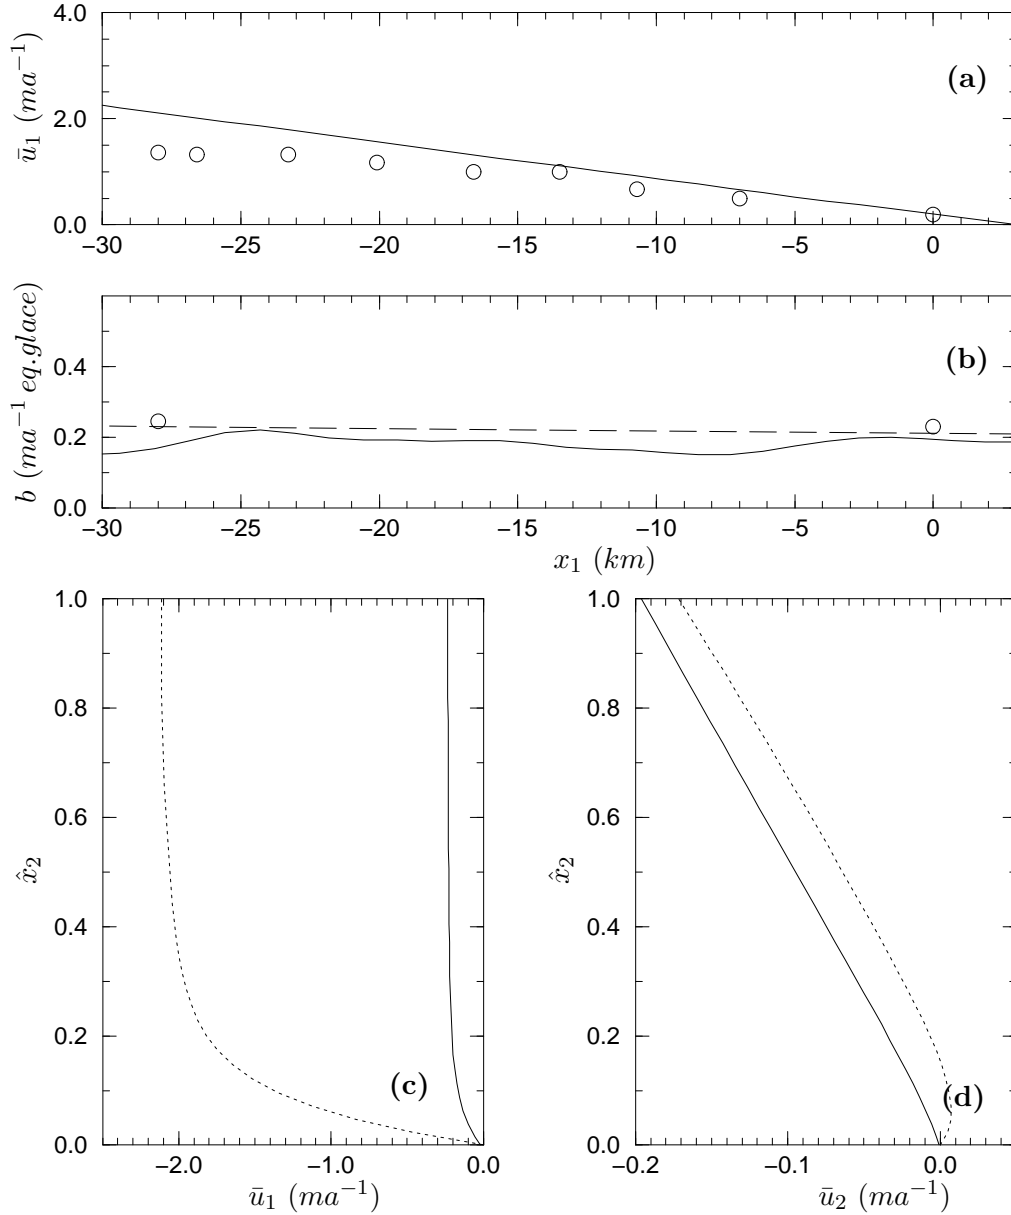 4.0
2.0
0.0
ū₁ (ma⁻¹)
(a)
−30 −25 −20 −15 −10 −5 0
0.4
0.2
0.0
b (ma⁻¹ eq.glace)
(b)
−30 −25 −20 −15 −10 −5 0
x₁ (km)
1.0
0.8
0.6
0.4
0.2
0.0
x̂₂
(c)
−2.0 −1.0 0.0
ū₁ (ma⁻¹)
1.0
0.8
0.6
0.4
0.2
0.0
x̂₂
(d)
−0.2 −0.1 0.0
ū₂ (ma⁻¹)